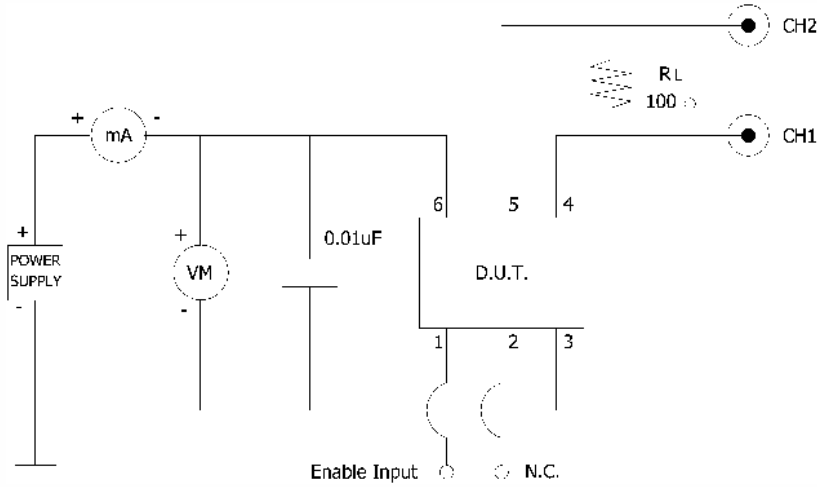 CH2
RL
100 Ω
+ mA -
CH1
6 5 4
+
POWER
SUPPLY
-
+
VM
-
0.01uF
D.U.T.
1 2 3
Enable Input
N.C.